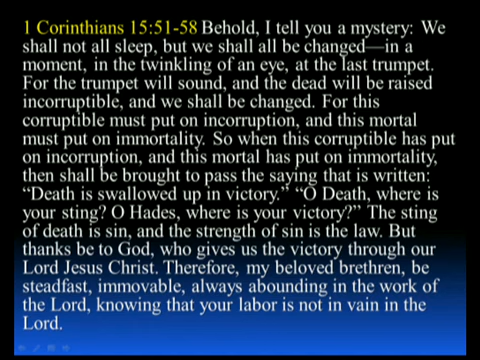 1 Corinthians 15:51-58 Behold, I tell you a mystery: We
shall not all sleep, but we shall all be changed—in a
moment, in the twinkling of an eye, at the last trumpet.
For the trumpet will sound, and the dead will be raised
incorruptible, and we shall be changed. For this
corruptible must put on incorruption, and this mortal
must put on immortality. So when this corruptible has put
on incorruption, and this mortal has put on immortality,
then shall be brought to pass the saying that is written:
“Death is swallowed up in victory.” “O Death, where is
your sting? O Hades, where is your victory?” The sting
of death is sin, and the strength of sin is the law. But
thanks be to God, who gives us the victory through our
Lord Jesus Christ. Therefore, my beloved brethren, be
steadfast, immovable, always abounding in the work of
the Lord, knowing that your labor is not in vain in the
Lord.